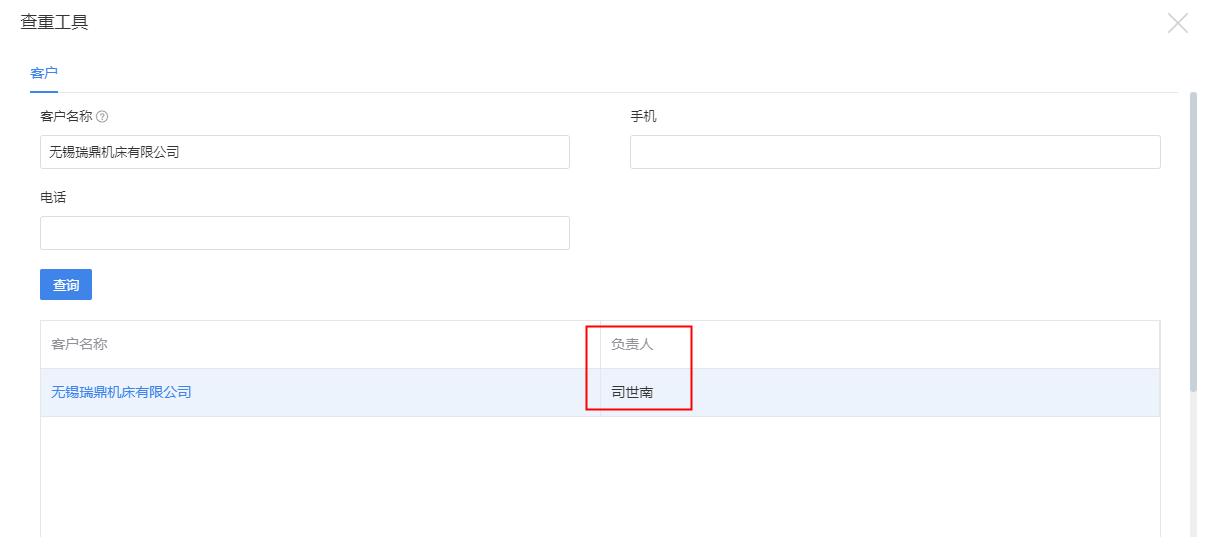 查重工具
客户
客户名称
手机
无锡瑞鼎机床有限公司
电话
查询
客户名称 负责人
无锡瑞鼎机床有限公司 司世南